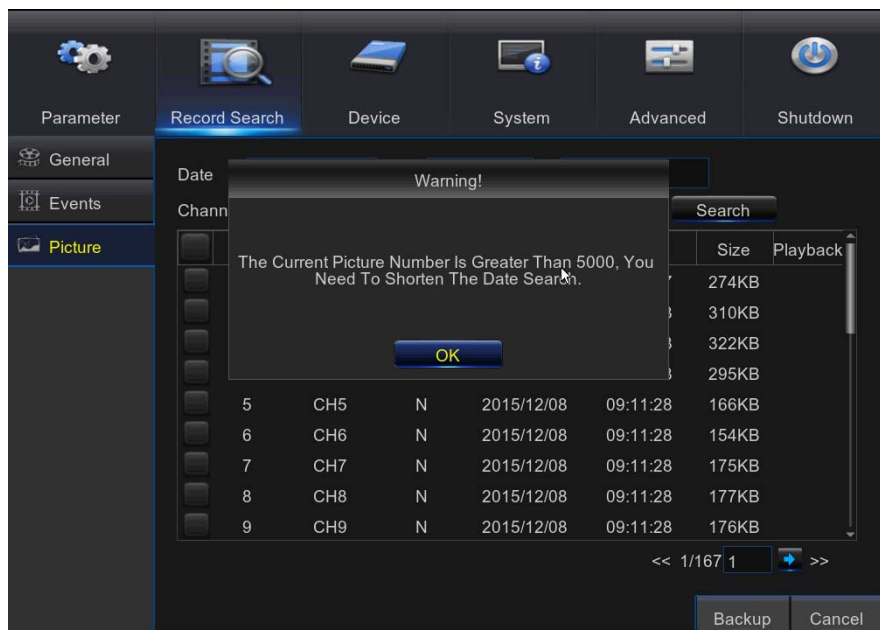 Parameter
Record Search
Device
System
Advanced
Shutdown
General
Events
Picture
Date
Warning!
Chann
Search
Size Playback
The Current Picture Number Is Greater Than 5000, You
Need To Shorten The Date Search.
274KB
310KB
322KB
OK
295KB
5 CH5 N 2015/12/08 09:11:28 166KB
6 CH6 N 2015/12/08 09:11:28 154KB
7 CH7 N 2015/12/08 09:11:28 175KB
8 CH8 N 2015/12/08 09:11:28 177KB
9 CH9 N 2015/12/08 09:11:28 176KB
<< 1/167 1 >>
Backup
Cancel